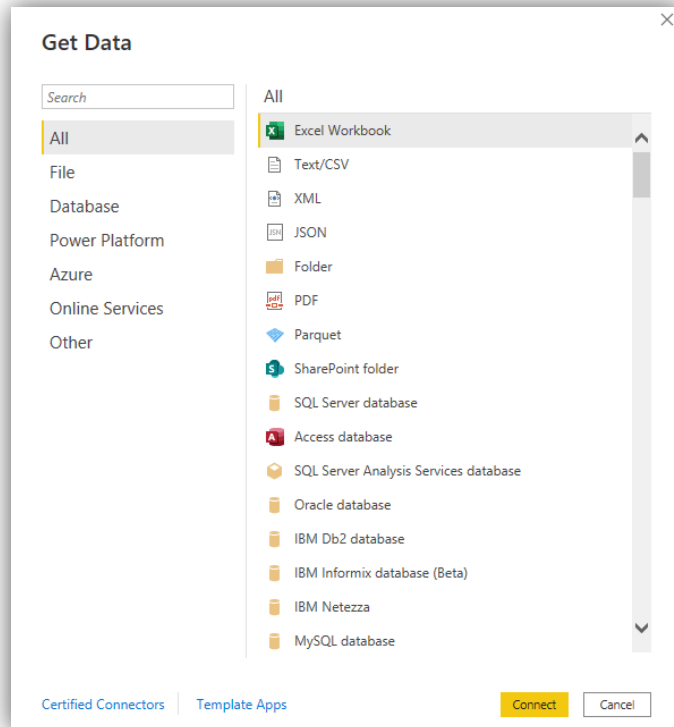 Get Data
Search
All
File
Database
Power Platform
Azure
Online Services
Other
All
Excel Workbook
Text/CSV
XML
JSON
Folder
PDF
Parquet
SharePoint folder
SQL Server database
Access database
SQL Server Analysis Services database
Oracle database
IBM Db2 database
IBM Informix database (Beta)
IBM Netezza
MySQL database
Certified Connectors
Template Apps
Connect
Cancel